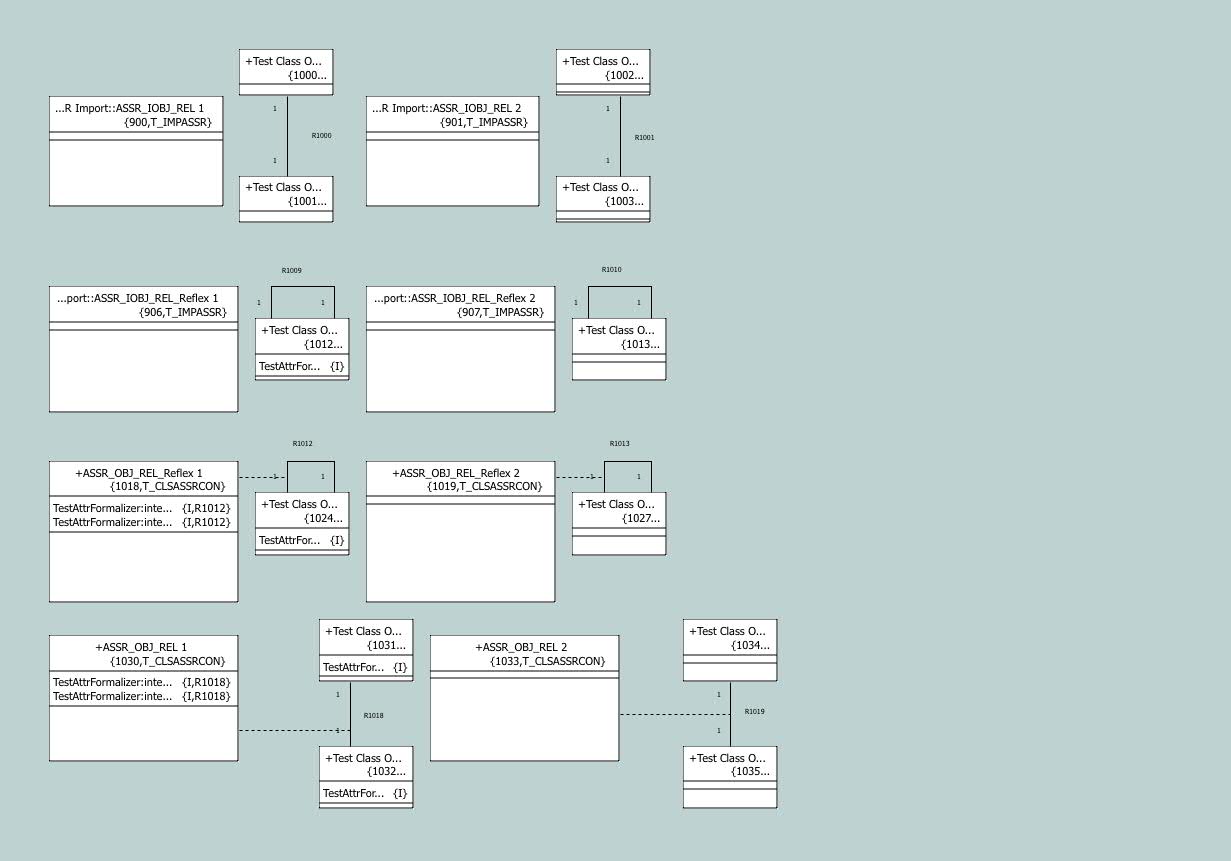 +Test Class O...
{1000...
...R Import::ASSR_IOBJ_REL 1
{900,T_IMPASSR}
1
R1000
1
+Test Class O...
{1001...
+Test Class O...
{1002...
...R Import::ASSR_IOBJ_REL 2
{901,T_IMPASSR}
1
R1001
1
+Test Class O...
{1003...
R1009
...port::ASSR_IOBJ_REL_Reflex 1
{906,T_IMPASSR}
1
1
+Test Class O...
{1012...
TestAttrFor... {I}
R1010
...port::ASSR_IOBJ_REL_Reflex 2
{907,T_IMPASSR}
1
1
+Test Class O...
{1013...
R1012
+ASSR_OBJ_REL_Reflex 1
{1018,T_CLSASSRCON}
TestAttrFormalizer:inte... {I,R1012}
TestAttrFormalizer:inte... {I,R1012}
1
1
+Test Class O...
{1024...
TestAttrFor... {I}
R1013
+ASSR_OBJ_REL_Reflex 2
{1019,T_CLSASSRCON}
1
1
+Test Class O...
{1027...
+ASSR_OBJ_REL 1
{1030,T_CLSASSRCON}
TestAttrFormalizer:inte... {I,R1018}
TestAttrFormalizer:inte... {I,R1018}
+Test Class O...
{1031...
TestAttrFor... {I}
1
R1018
1
+Test Class O...
{1032...
TestAttrFor... {I}
+ASSR_OBJ_REL 2
{1033,T_CLSASSRCON}
+Test Class O...
{1034...
1
R1019
1
+Test Class O...
{1035...